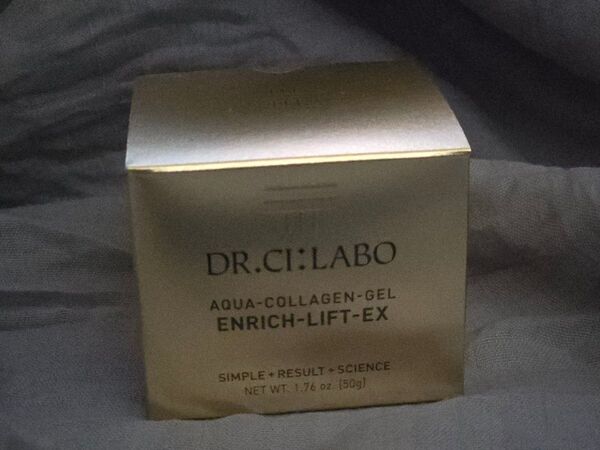 DR.CI:LABO
AQUA-COLLAGEN-GEL
ENRICH-LIFT-EX
SIMPLE+RESULT+SCIENCE
NET WT. 1.76 oz. [50g]